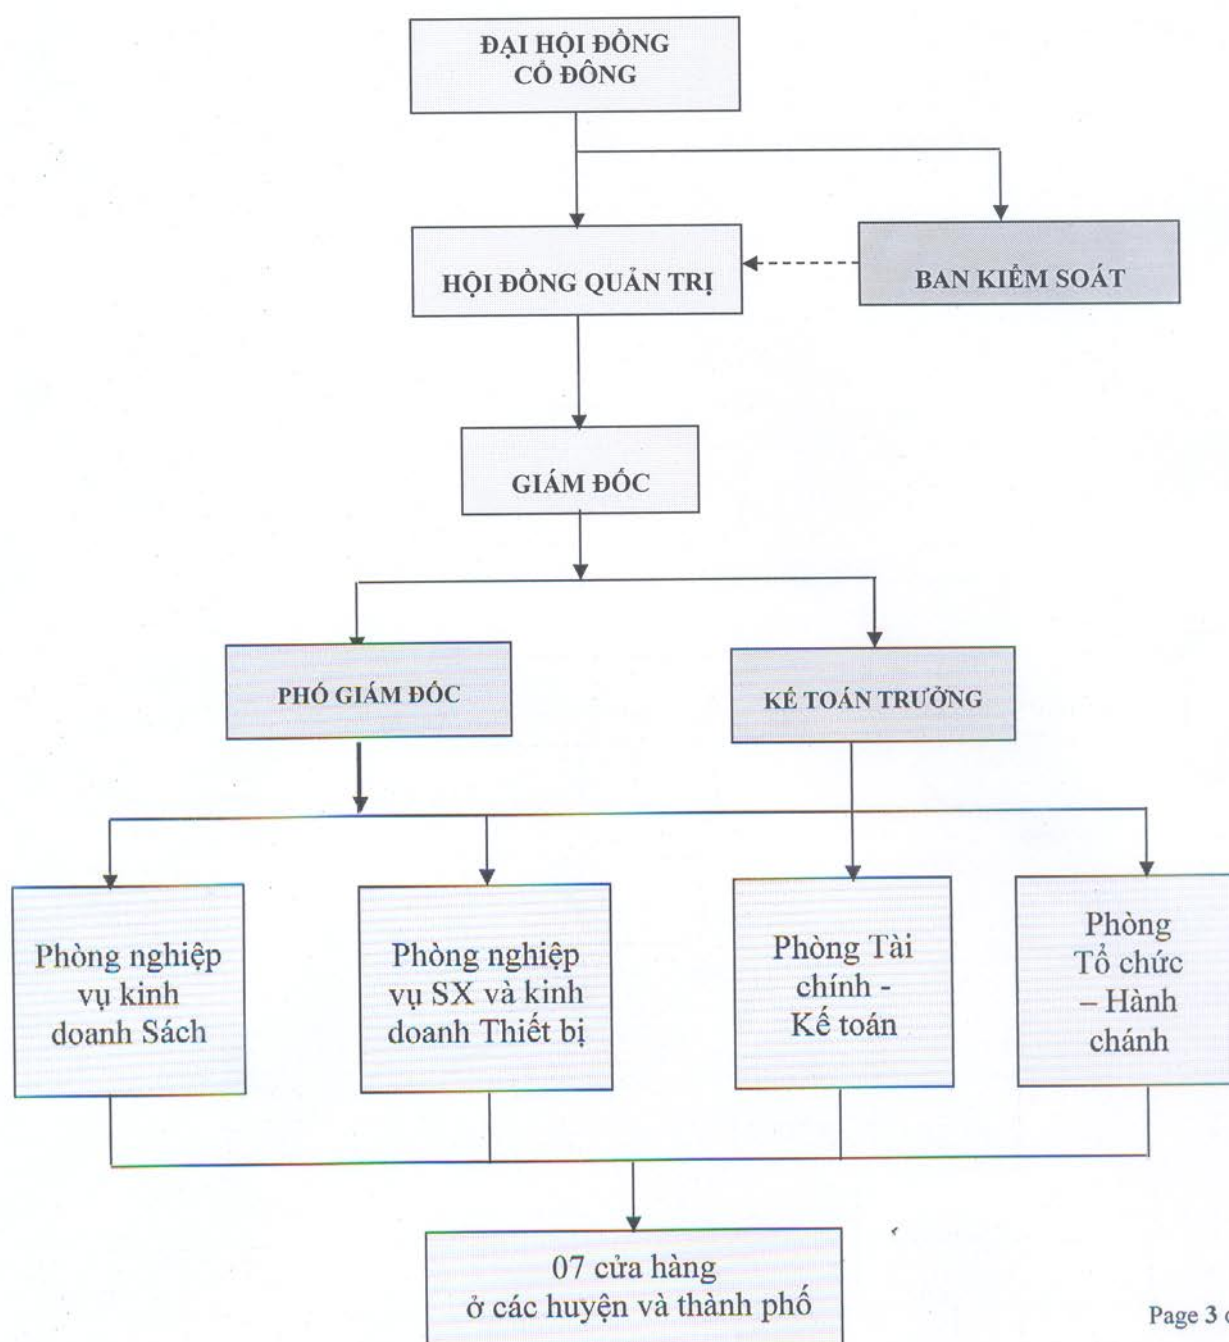 ĐẠI HỘI ĐỒNG
CỔ ĐÔNG
HỘI ĐỒNG QUẢN TRỊ
BAN KIỂM SOÁT
GIÁM ĐỐC
PHÓ GIÁM ĐỐC
KẾ TOÁN TRƯỞNG
Phòng nghiệp
vụ kinh
doanh Sách
Phòng nghiệp
vụ SX và kinh
doanh Thiết bị
Phòng Tài
chính -
Kế toán
Phòng
Tổ chức
– Hành
chánh
07 cửa hàng
ở các huyện và thành phố
Page 3